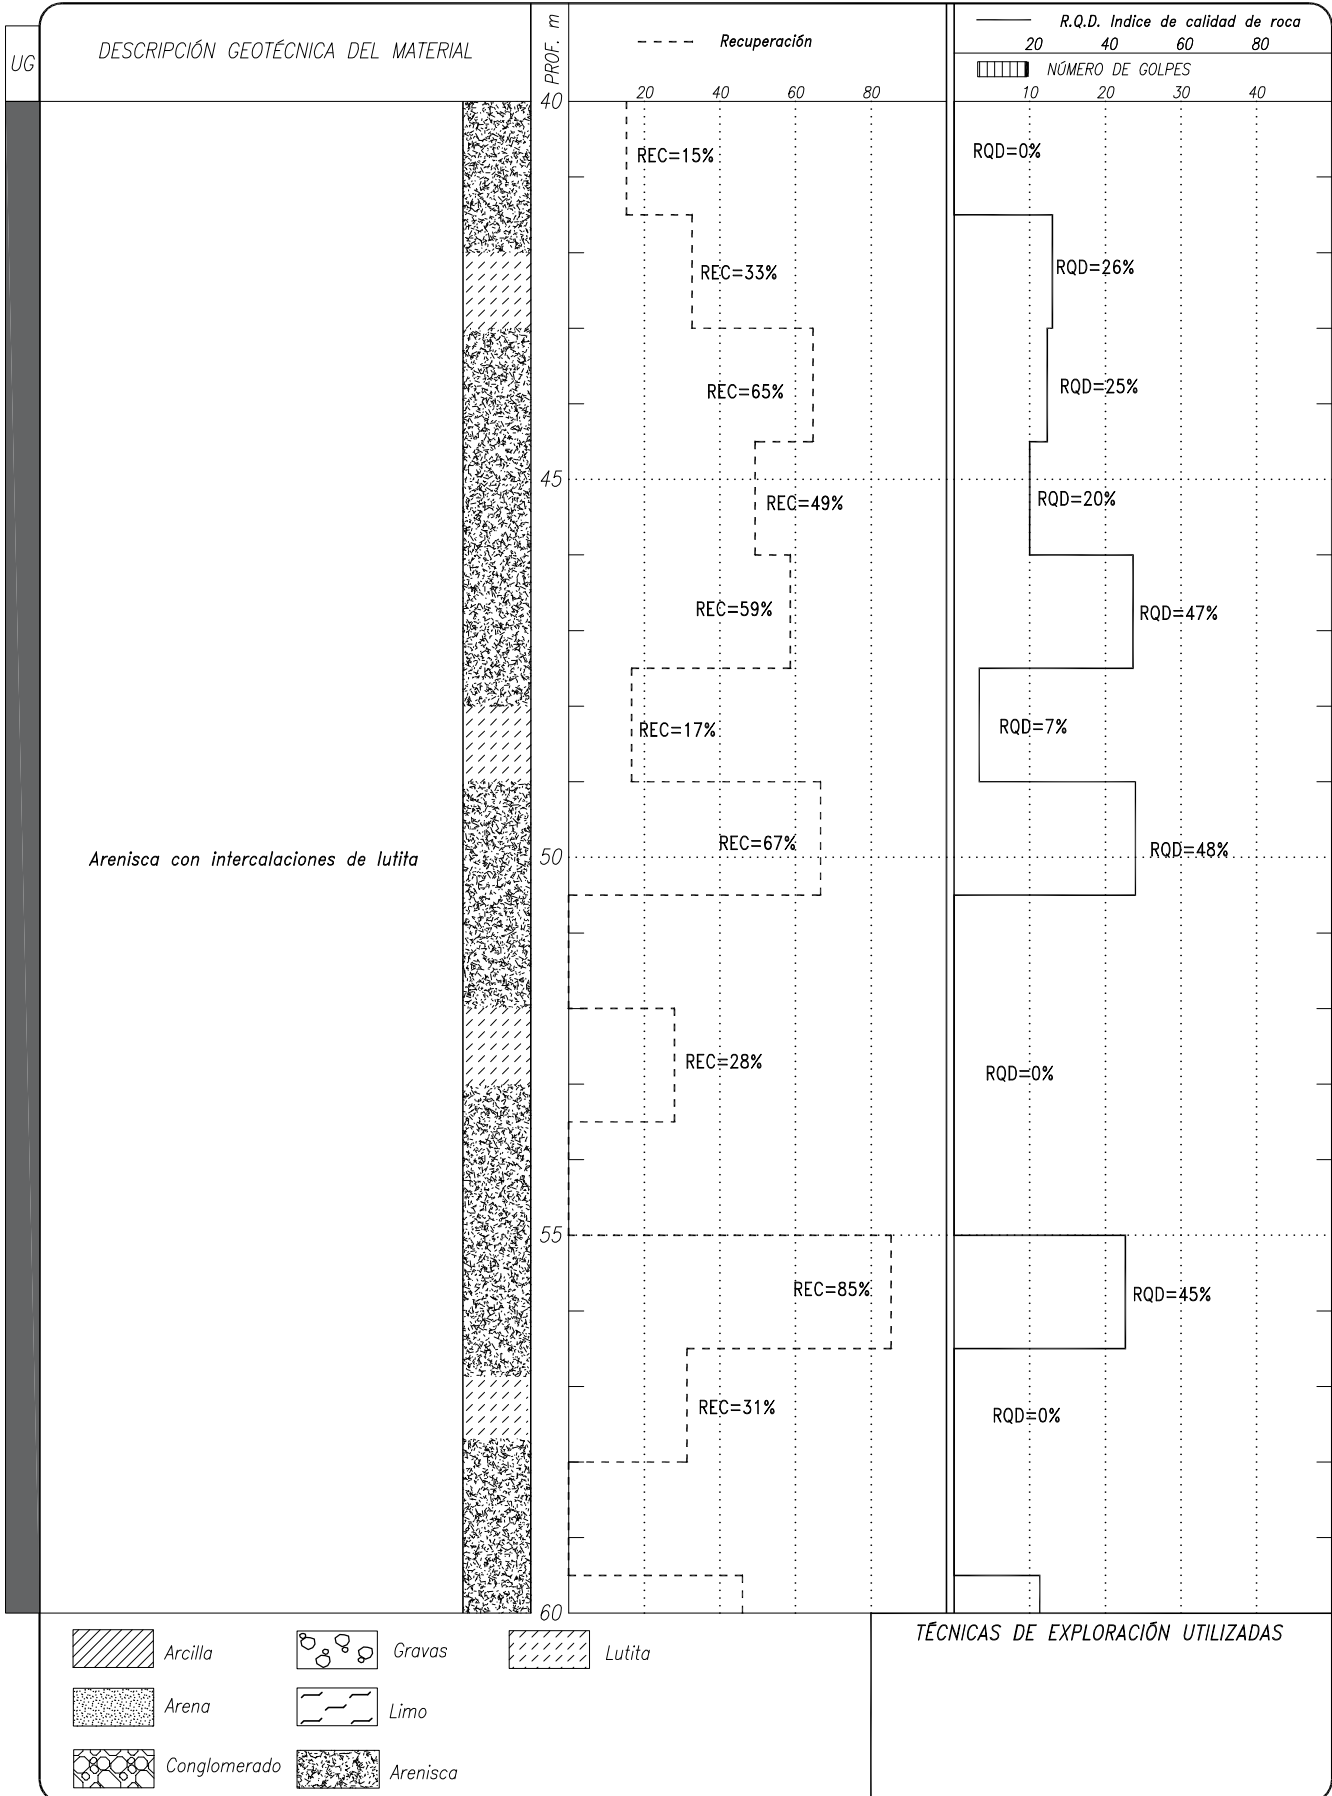 UG
DESCRIPCIÓN GEOTÉCNICA DEL MATERIAL
PROF. m
Recuperación
20 40 60 80
R.Q.D. Indice de calidad de roca
20 40 60 80
NÚMERO DE GOLPES
10 20 30 40
40
REC=15%
RQD=0%
REC=33%
RQD=26%
REC=65%
RQD=25%
45
REC=49%
RQD=20%
REC=59%
RQD=47%
REC=17%
RQD=7%
REC=67%
RQD=48%
Arenisca con intercalaciones de lutita
50
REC=28%
RQD=0%
55
REC=85%
RQD=45%
REC=31%
RQD=0%
60
Arcilla
Gravas
Lutita
Arena
Limo
Conglomerado
Arenisca
TÉCNICAS DE EXPLORACIÓN UTILIZADAS